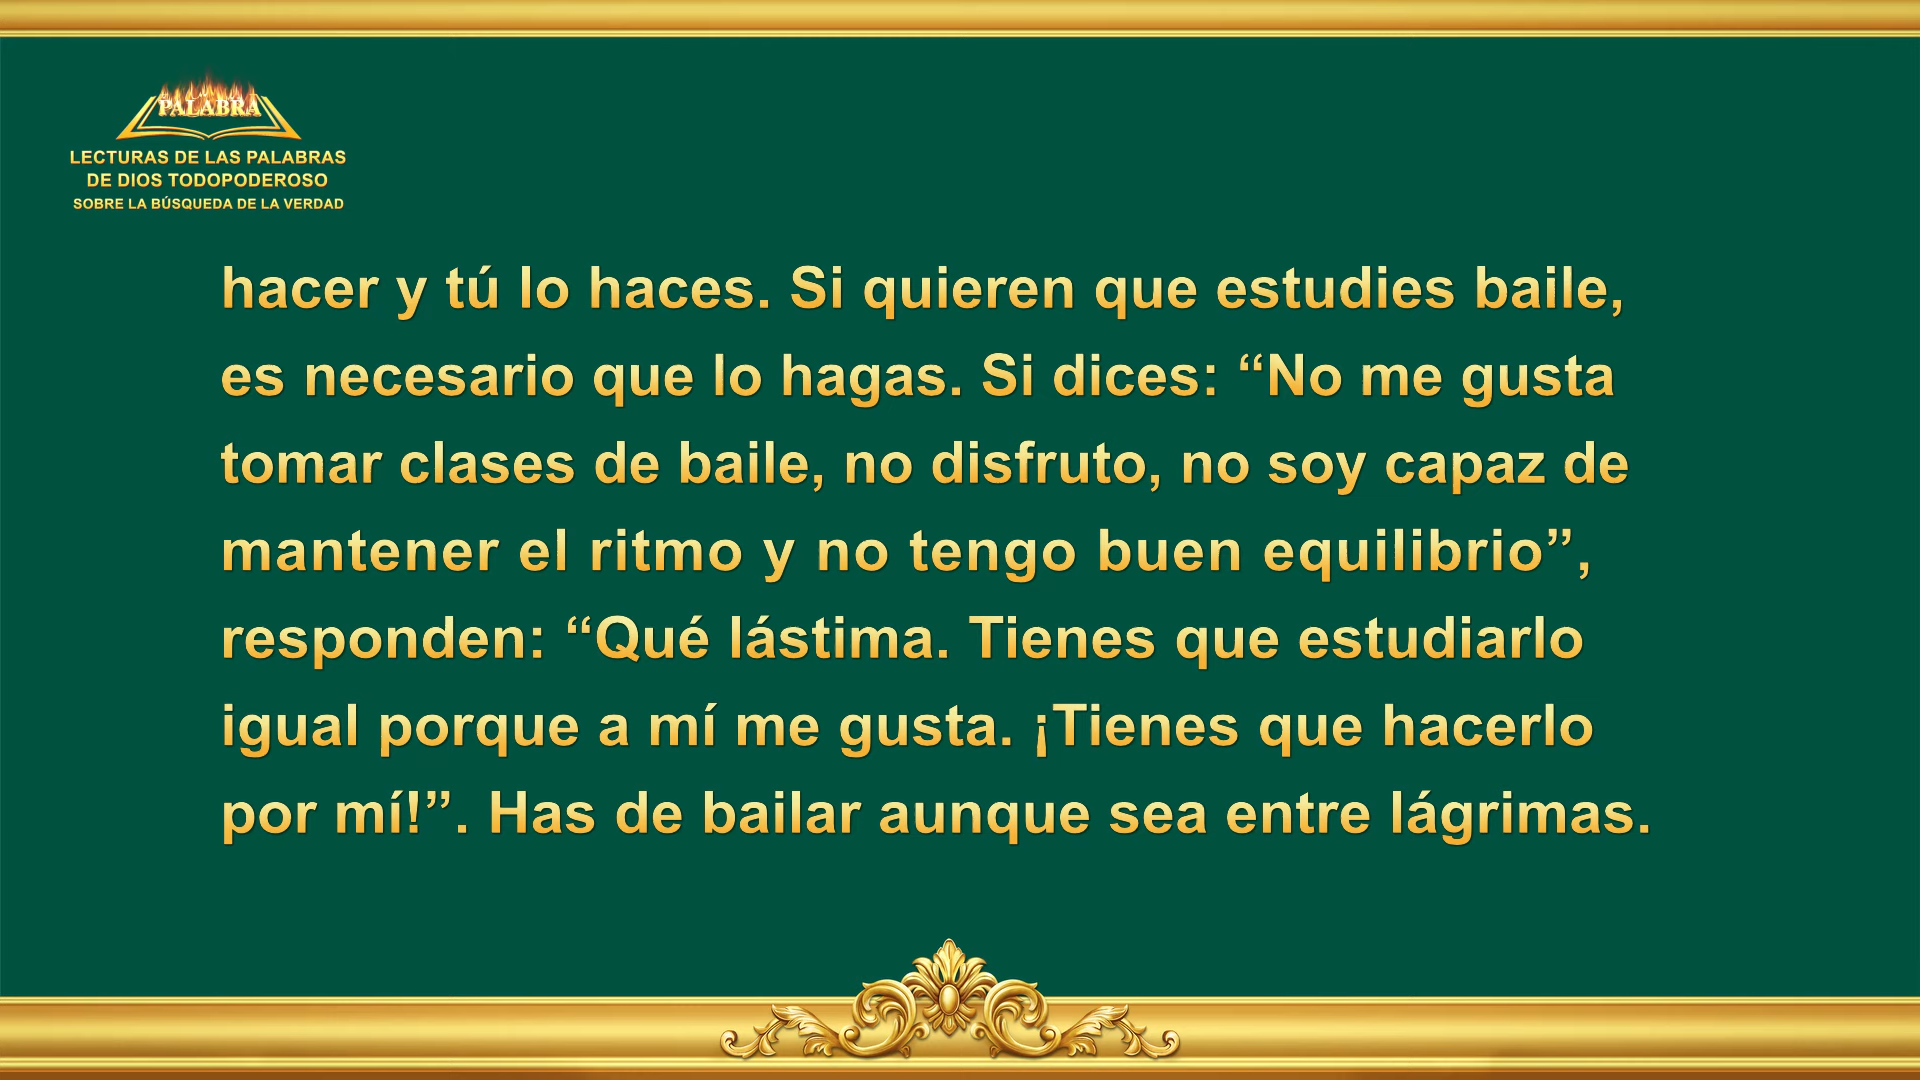 PALABRA
LECTURAS DE LAS PALABRAS
DE DIOS TODOPODEROSO
SOBRE LA BÚSQUEDA DE LA VERDAD
hacer y tú lo haces. Si quieren que estudies baile,
es necesario que lo hagas. Si dices: “No me gusta
tomar clases de baile, no disfruto, no soy capaz de
mantener el ritmo y no tengo buen equilibrio”,
responden: “Qué lástima. Tienes que estudiarlo
igual porque a mí me gusta. ¡Tienes que hacerlo
por mí!”. Has de bailar aunque sea entre lágrimas.